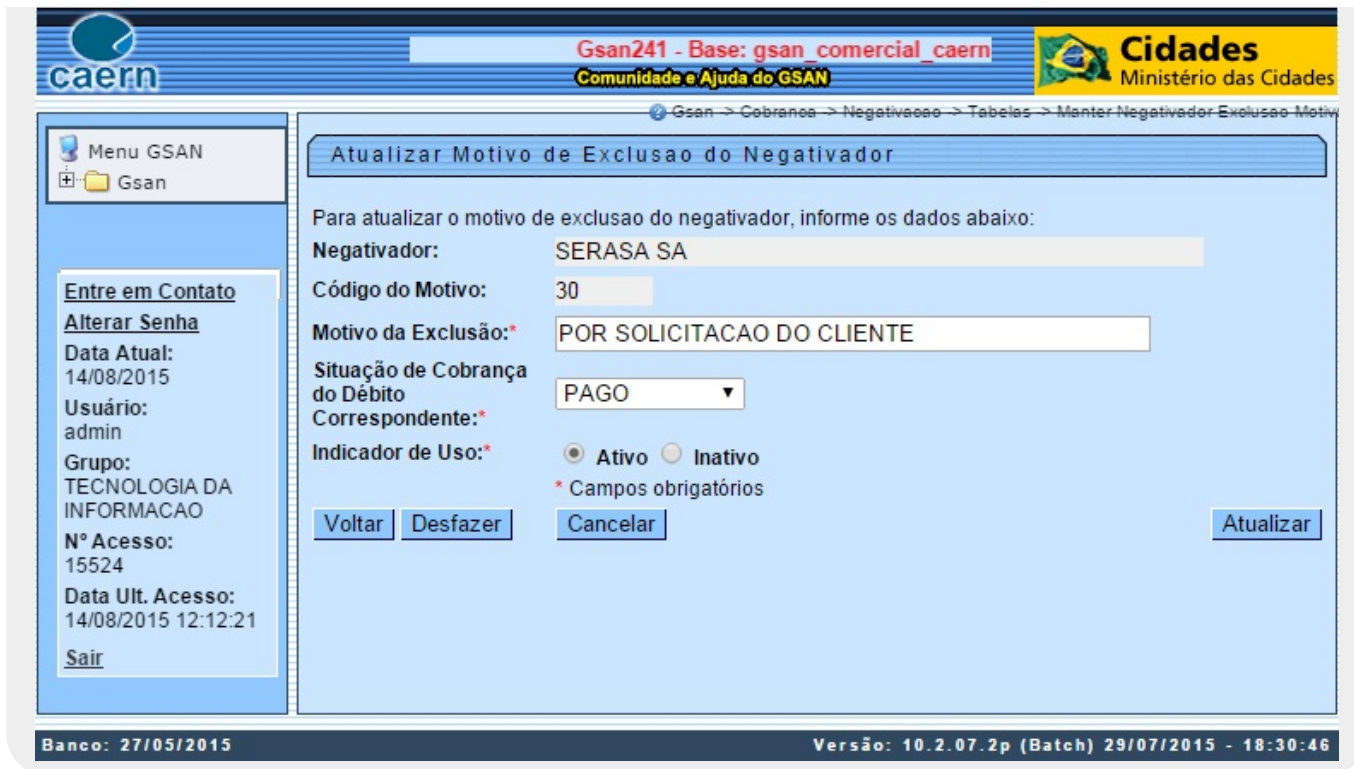 caern
Gsan241 - Base: gsan_comercial_caern
Comunidade e Ajuda do GSAN
Cidades
Ministério das Cidades
Gsan -> Cobranca -> Negativacao -> Tabelas -> Manter Negativador Exclusao Motiv
Menu GSAN
Gsan
Entre em Contato
Alterar Senha
Data Atual:
14/08/2015
Usuário:
admin
Grupo:
TECNOLOGIA DA
INFORMACAO
N° Acesso:
15524
Data Ult. Acesso:
14/08/2015 12:12:21
Sair
Atualizar Motivo de Exclusao do Negativador
Para atualizar o motivo de exclusao do negativador, informe os dados abaixo:
Negativador: SERASA SA
Código do Motivo: 30
Motivo da Exclusão:* POR SOLICITACAO DO CLIENTE
Situação de Cobrança
do Débito PAGO
Correspondente:*
Indicador de Uso:* Ativo Inativo
* Campos obrigatórios
Voltar Desfazer Cancelar Atualizar
Banco: 27/05/2015 Versão: 10.2.07.2p (Batch) 29/07/2015 - 18:30:46